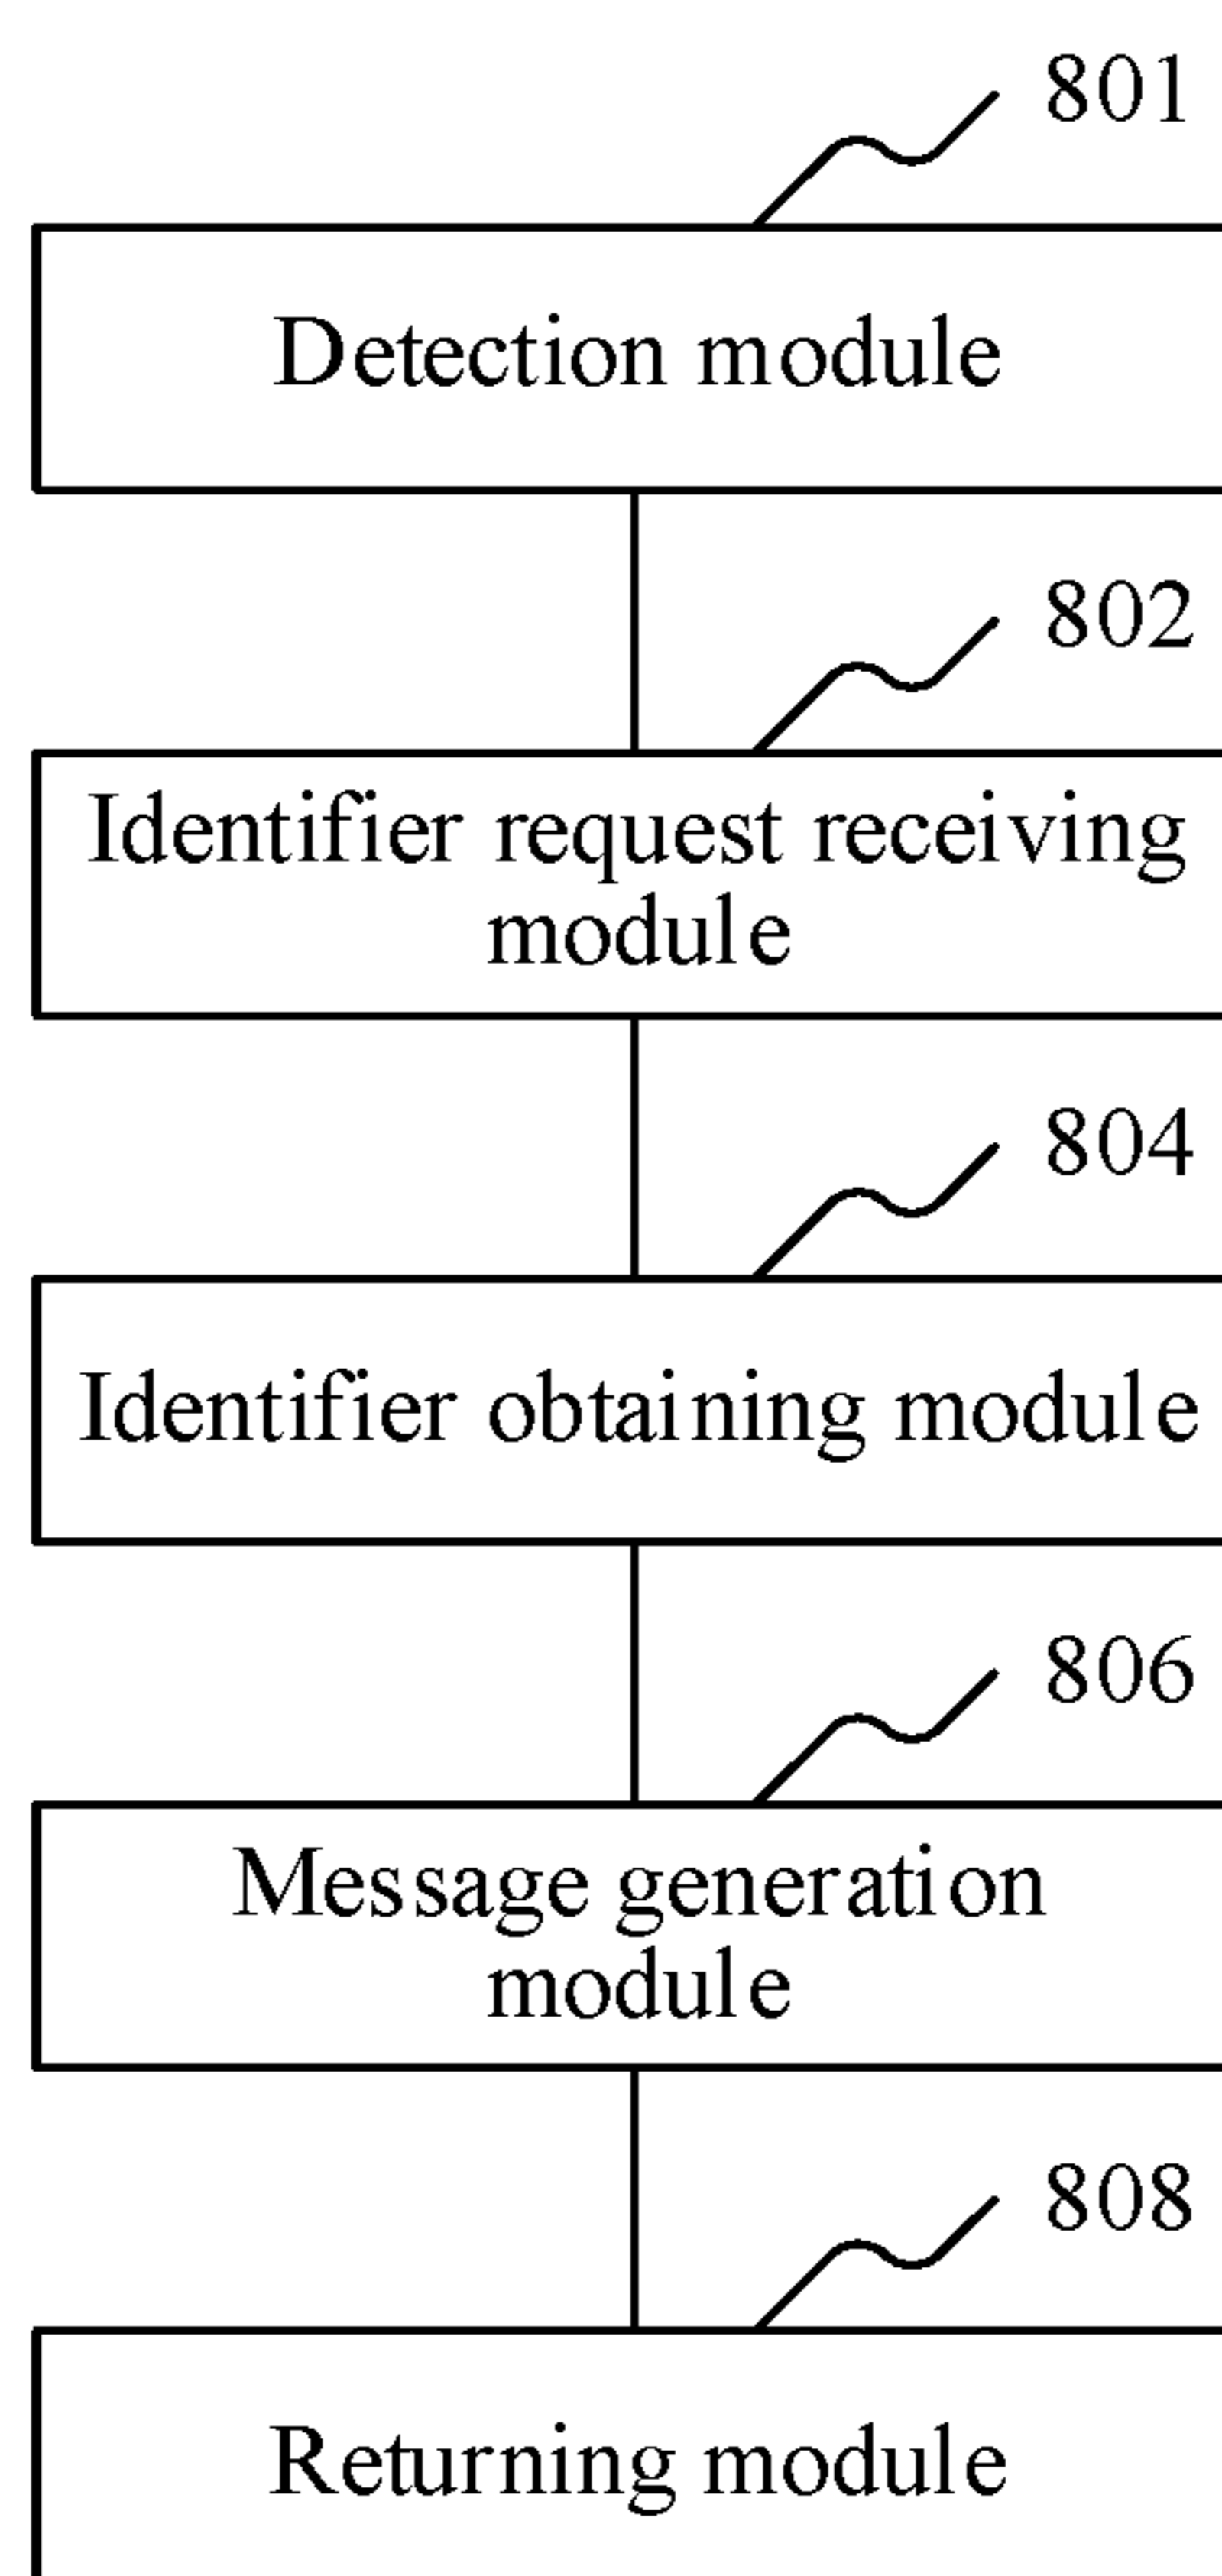 801
Detection module
802
Identifier request receiving
module
804
Identifier obtaining module
806
Message generation
module
808
Returning module